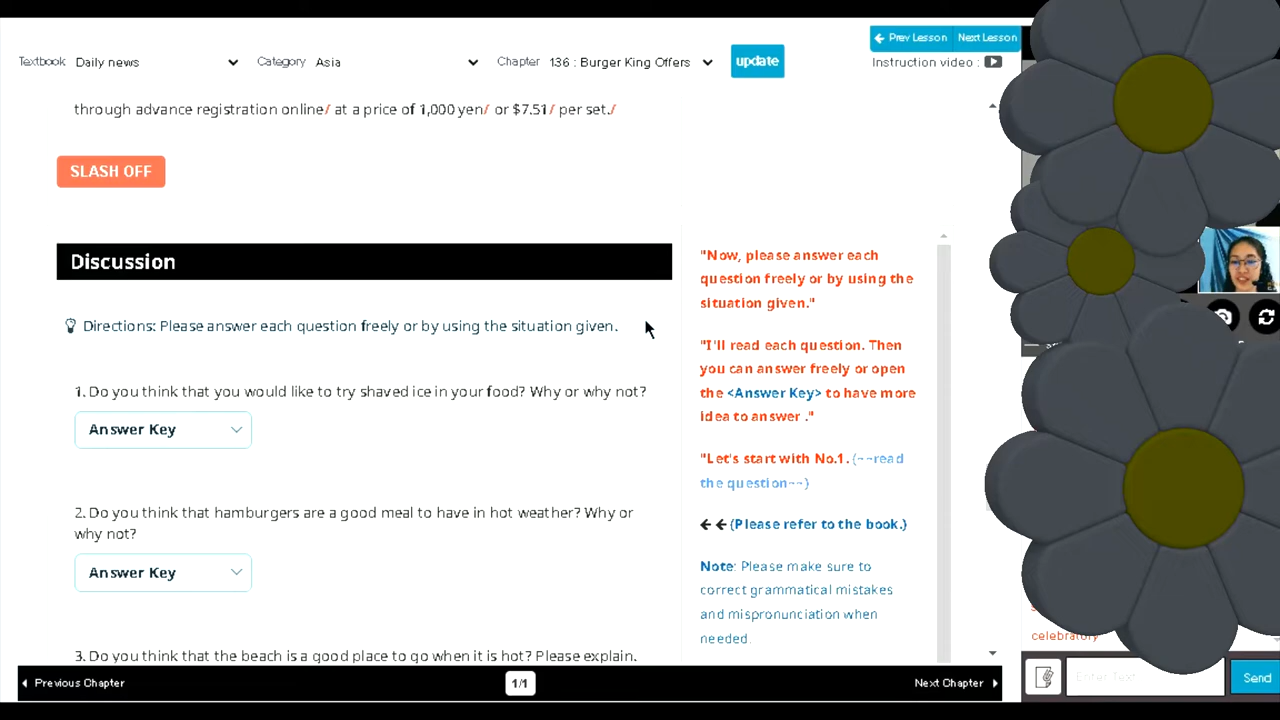 Prev Lesson Next Lesson
Textbook Daily news Category Asia Chapter 136 : Burger King Offers update Instruction video :
through advance registration online/ at a price of 1,000 yen/ or $7.51/ per set./
SLASH OFF
Discussion
Directions: Please answer each question freely or by using the situation given.
1. Do you think that you would like to try shaved ice in your food? Why or why not?
Answer Key
2. Do you think that hamburgers are a good meal to have in hot weather? Why or
why not?
Answer Key
3. Do you think that the beach is a good place to go when it is hot? Please explain.
"Now, please answer each
question freely or by using the
situation given."
"I'll read each question. Then
you can answer freely or open
the <Answer Key> to have more
idea to answer ."
"Let's start with No.1. {~~read
the question~~}
{Please refer to the book.}
Note: Please make sure to
correct grammatical mistakes
and mispronunciation when
needed.
celebratory
Enter Text Send
Previous Chapter 1/1 Next Chapter